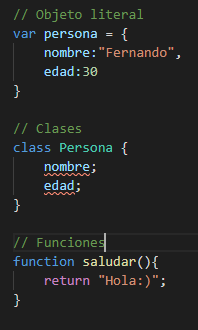 // Objeto literal
var persona = {
    nombre:"Fernando",
    edad:30
}
// Clases
class Persona {
    nombre;
    edad;
}
// Funciones
function saludar(){
    return "Hola:)";
}